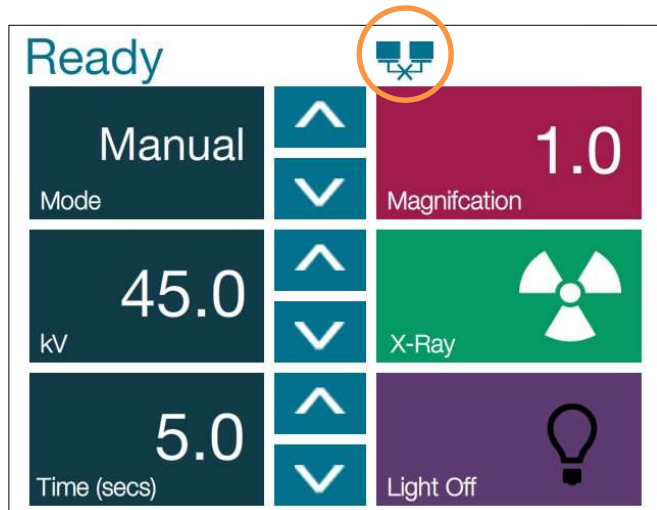 Ready
Manual
Mode
1.0
Magnifcation
45.0
kV
X-Ray
5.0
Time (secs)
Light Off